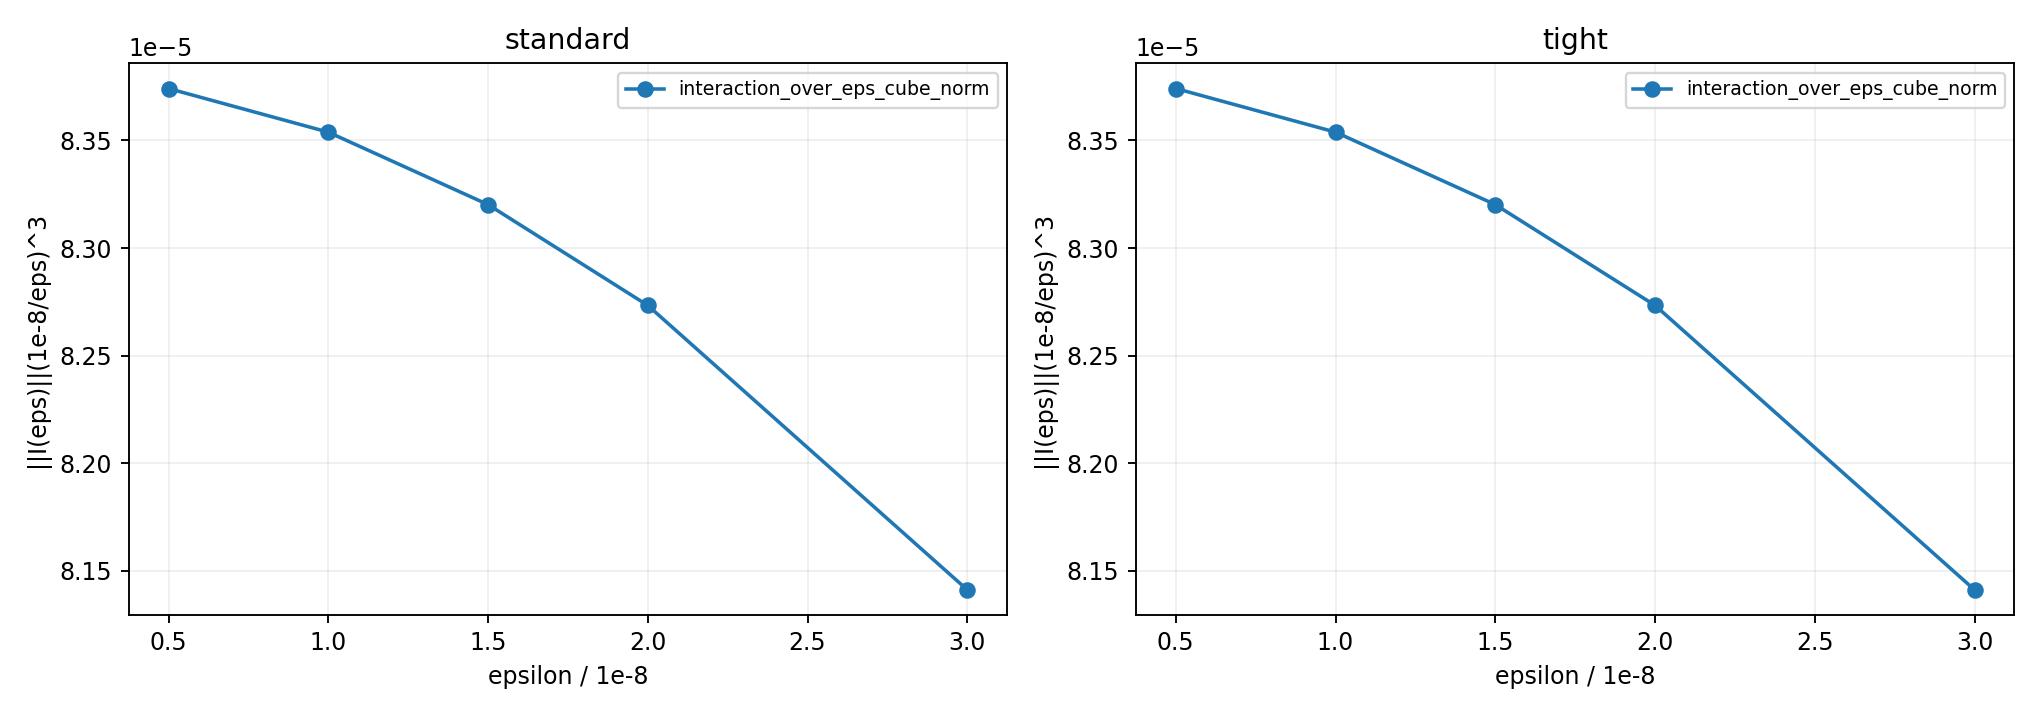 standard
1e−5
interaction_over_eps_cube_norm
||I(eps)||(1e-8/eps)^3
8.35
8.30
8.25
8.20
8.15
0.5 1.0 1.5 2.0 2.5 3.0
epsilon / 1e-8
tight
1e−5
interaction_over_eps_cube_norm
||I(eps)||(1e-8/eps)^3
8.35
8.30
8.25
8.20
8.15
0.5 1.0 1.5 2.0 2.5 3.0
epsilon / 1e-8